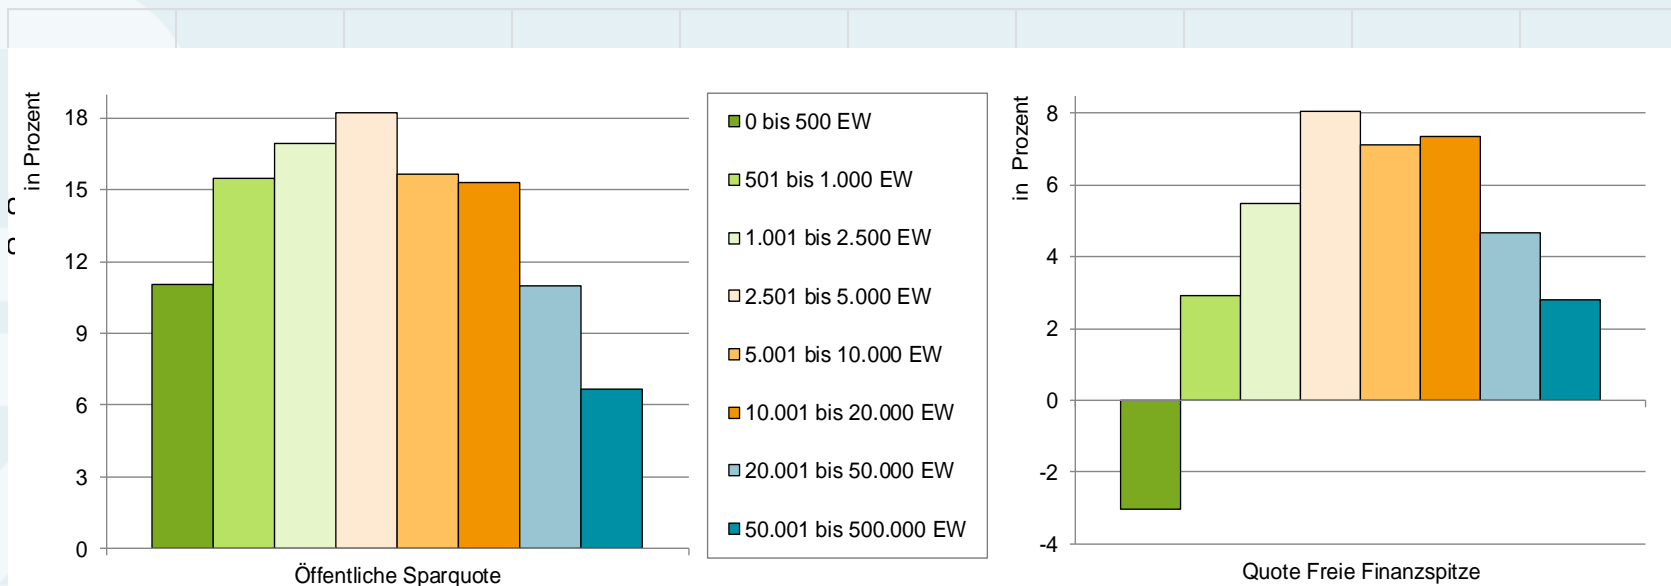 in Prozent
18
15
12
9
6
3
0
Öffentliche Sparquote
0 bis 500 EW
501 bis 1.000 EW
1.001 bis 2.500 EW
2.501 bis 5.000 EW
5.001 bis 10.000 EW
10.001 bis 20.000 EW
20.001 bis 50.000 EW
50.001 bis 500.000 EW
in Prozent
8
6
4
2
0
-2
-4
Quote Freie Finanzspitze